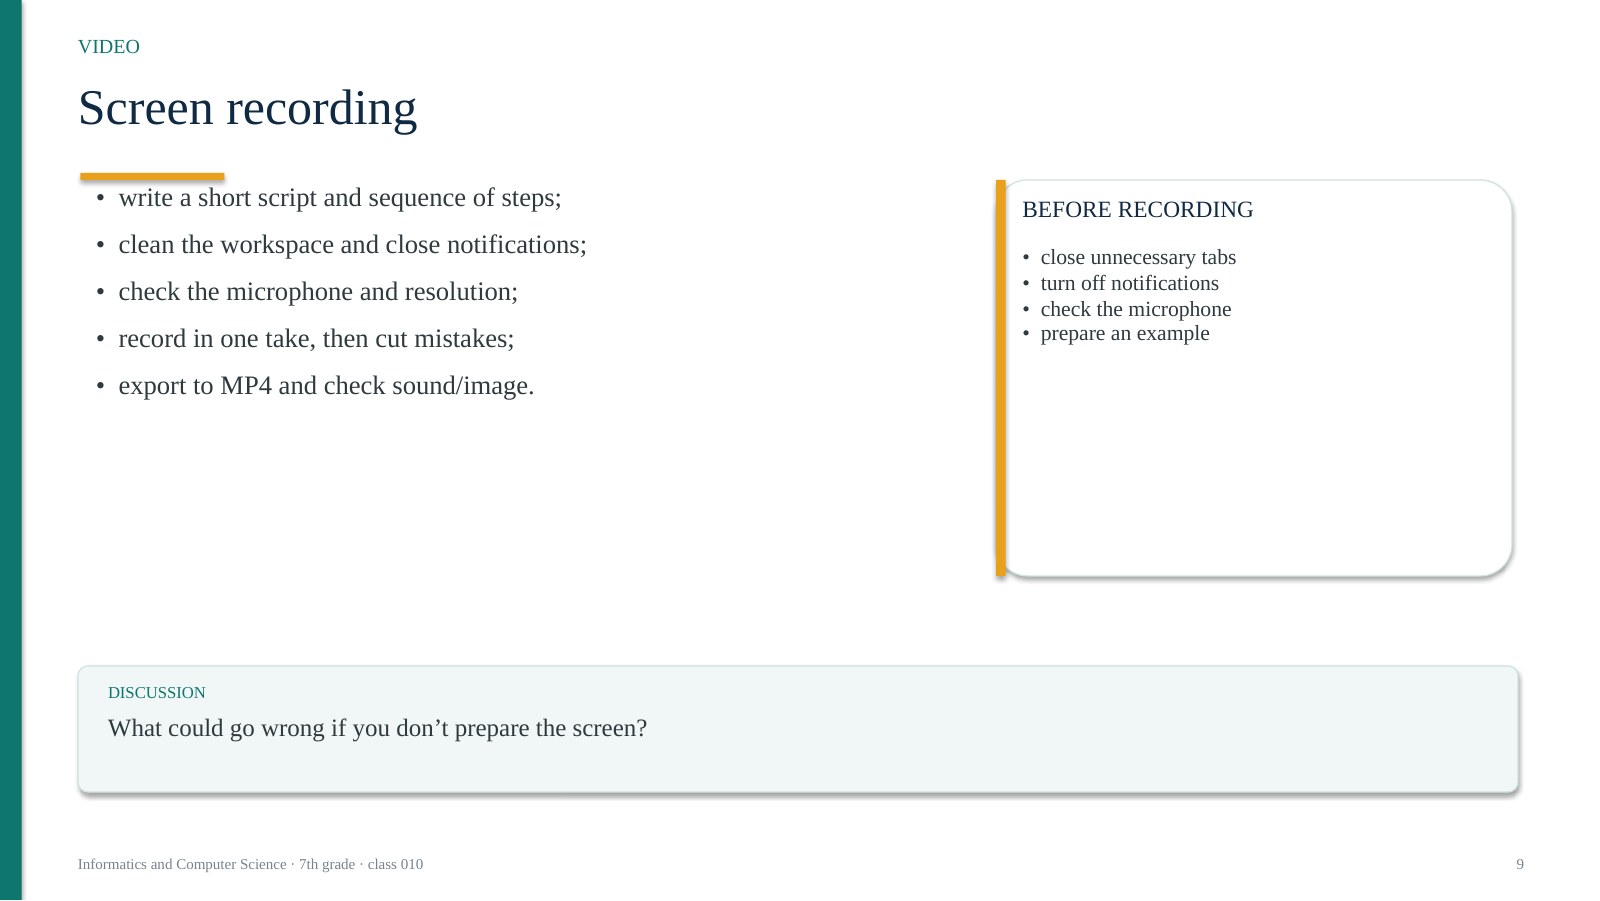 VIDEO
Screen recording
• write a short script and sequence of steps;
• clean the workspace and close notifications;
• check the microphone and resolution;
• record in one take, then cut mistakes;
• export to MP4 and check sound/image.
BEFORE RECORDING
• close unnecessary tabs
• turn off notifications
• check the microphone
• prepare an example
DISCUSSION
What could go wrong if you don’t prepare the screen?
Informatics and Computer Science · 7th grade · class 010
9